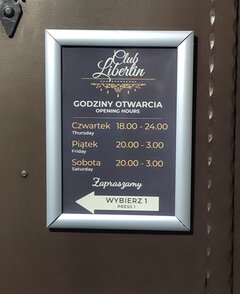 Club
Libertin
GODZINY OTWARCIA
OPENING HOURS
Czwartek 18.00 - 24.00
Thursday
Piątek 20.00 - 3.00
Friday
Sobota 20.00 - 3.00
Saturday
Zapraszamy
WYBIERZ 1
PRESS 1